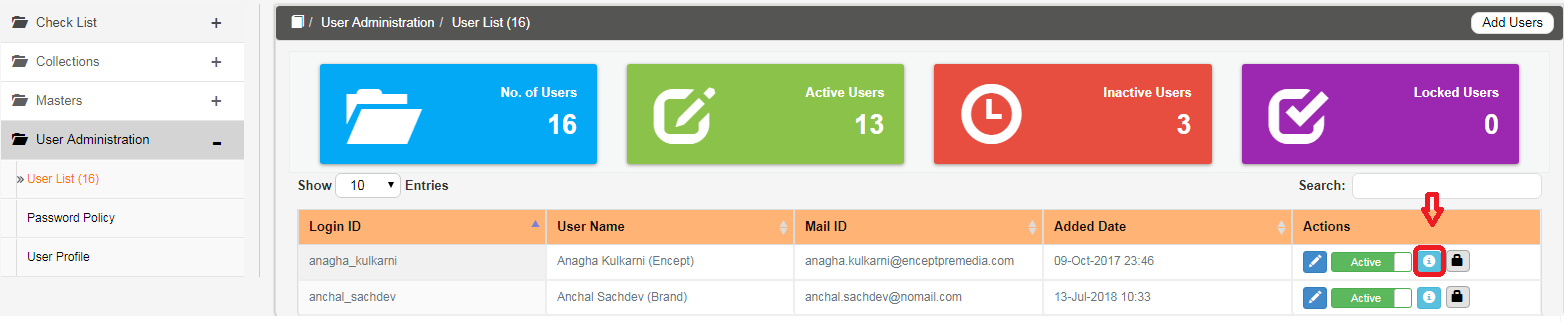 Check List +
Collections +
Masters +
User Administration -
» User List (16)
Password Policy
User Profile
/ User Administration / User List (16)
Add Users
No. of Users
16
Active Users
13
Inactive Users
3
Locked Users
0
Show 10 Entries
Search:
Login ID User Name Mail ID Added Date Actions
anagha_kulkarni Anagha Kulkarni (Encept) anagha.kulkarni@enceptpremedia.com 09-Oct-2017 23:46 Active
anchal_sachdev Anchal Sachdev (Brand) anchal.sachdev@nomail.com 13-Jul-2018 10:33 Active